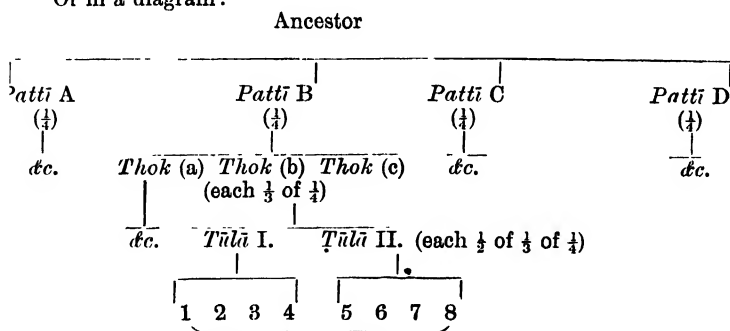 Or in a diagram:
Ancestor
Pattī A Pattī B Pattī C Pattī D
(¼) (¼) (¼) (¼)
&c. Thok (a) Thok (b) Thok (c) &c. &c.
(each ⅓ of ¼)
&c. Tūlā I. Tūlā II. (each ½ of ⅓ of ¼)
1 2 3 4 5 6 7 8